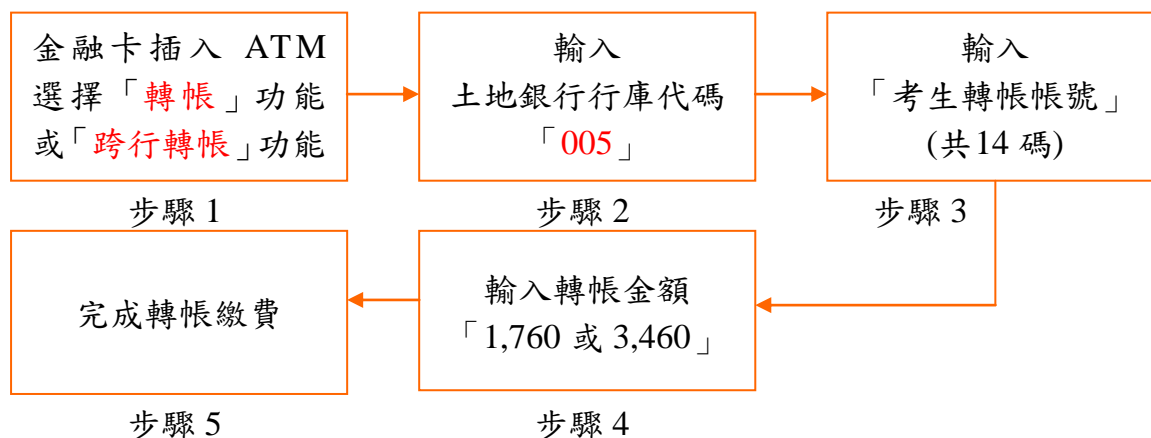 金融卡插入 ATM
選擇「轉帳」功能
或「跨行轉帳」功能
步驟 1
輸入
土地銀行行庫代碼
「005」
步驟 2
輸入
「考生轉帳帳號」
(共14 碼)
步驟 3
輸入轉帳金額
「1,760 或 3,460」
步驟 4
完成轉帳繳費
步驟 5